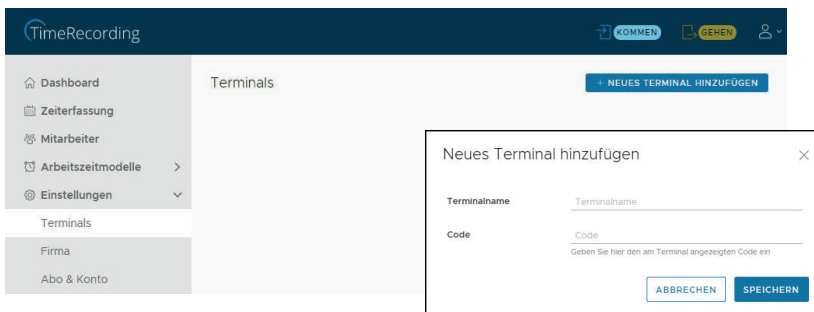 TimeRecording
KOMMEN
GEHEN
Dashboard
Zeiterfassung
Mitarbeiter
Arbeitszeitmodelle
Einstellungen
Terminals
Firma
Abo & Konto
Terminals
+ NEUES TERMINAL HINZUFÜGEN
Neues Terminal hinzufügen
Terminalname
Terminalname
Code
Code
Geben Sie hier den am Terminal angezeigten Code ein
ABBRECHEN
SPEICHERN